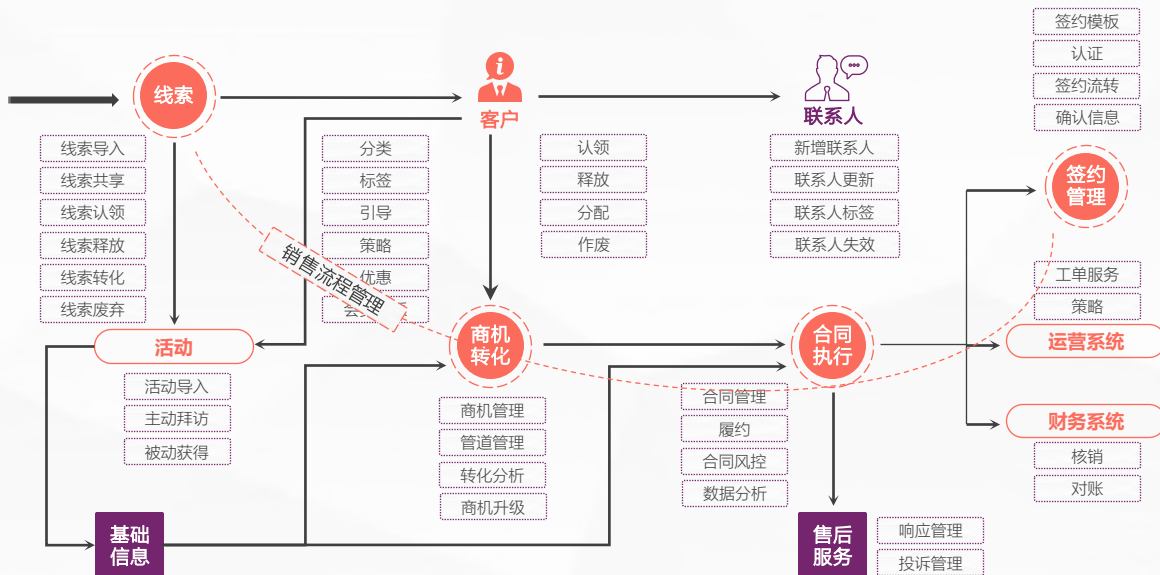 线索
线索导入
线索共享
线索认领
线索释放
线索转化
线索废弃
客户
分类
标签
引导
策略
优惠
认领
释放
分配
作废
联系人
新增联系人
联系人更新
联系人标签
联系人失效
签约模板
认证
签约流转
确认信息
签约
管理
销售流程管理
活动
活动导入
主动拜访
被动获得
商机
转化
商机管理
管道管理
转化分析
商机升级
合同
执行
合同管理
履约
合同风控
数据分析
工单服务
策略
运营系统
财务系统
核销
对账
基础
信息
售后
服务
响应管理
投诉管理